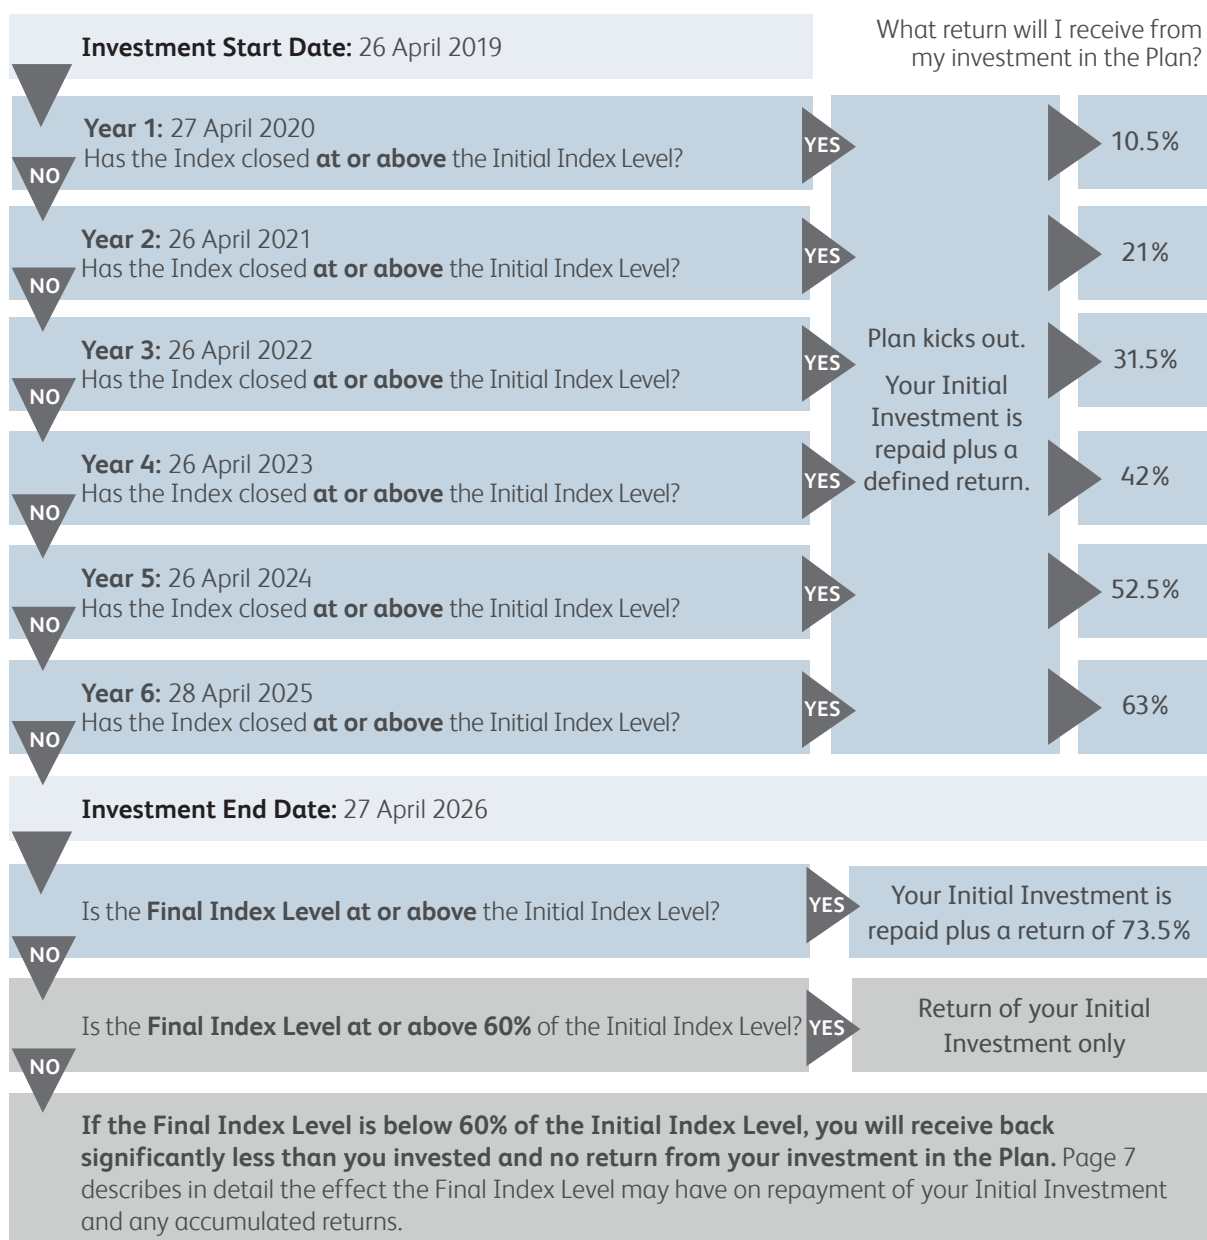 What return will I receive from
my investment in the Plan?
Investment Start Date: 26 April 2019
Year 1: 27 April 2020
Has the Index closed at or above the Initial Index Level?
YES
10.5%
NO
Year 2: 26 April 2021
Has the Index closed at or above the Initial Index Level?
YES
21%
NO
Year 3: 26 April 2022
Has the Index closed at or above the Initial Index Level?
YES
Plan kicks out.
Your Initial
Investment is
repaid plus a
defined return.
31.5%
NO
Year 4: 26 April 2023
Has the Index closed at or above the Initial Index Level?
YES
42%
NO
Year 5: 26 April 2024
Has the Index closed at or above the Initial Index Level?
YES
52.5%
NO
Year 6: 28 April 2025
Has the Index closed at or above the Initial Index Level?
YES
63%
NO
Investment End Date: 27 April 2026
Is the Final Index Level at or above the Initial Index Level?
YES
Your Initial Investment is
repaid plus a return of 73.5%
NO
Is the Final Index Level at or above 60% of the Initial Index Level?
YES
Return of your Initial
Investment only
NO
If the Final Index Level is below 60% of the Initial Index Level, you will receive back
significantly less than you invested and no return from your investment in the Plan. Page 7
describes in detail the effect the Final Index Level may have on repayment of your Initial Investment
and any accumulated returns.